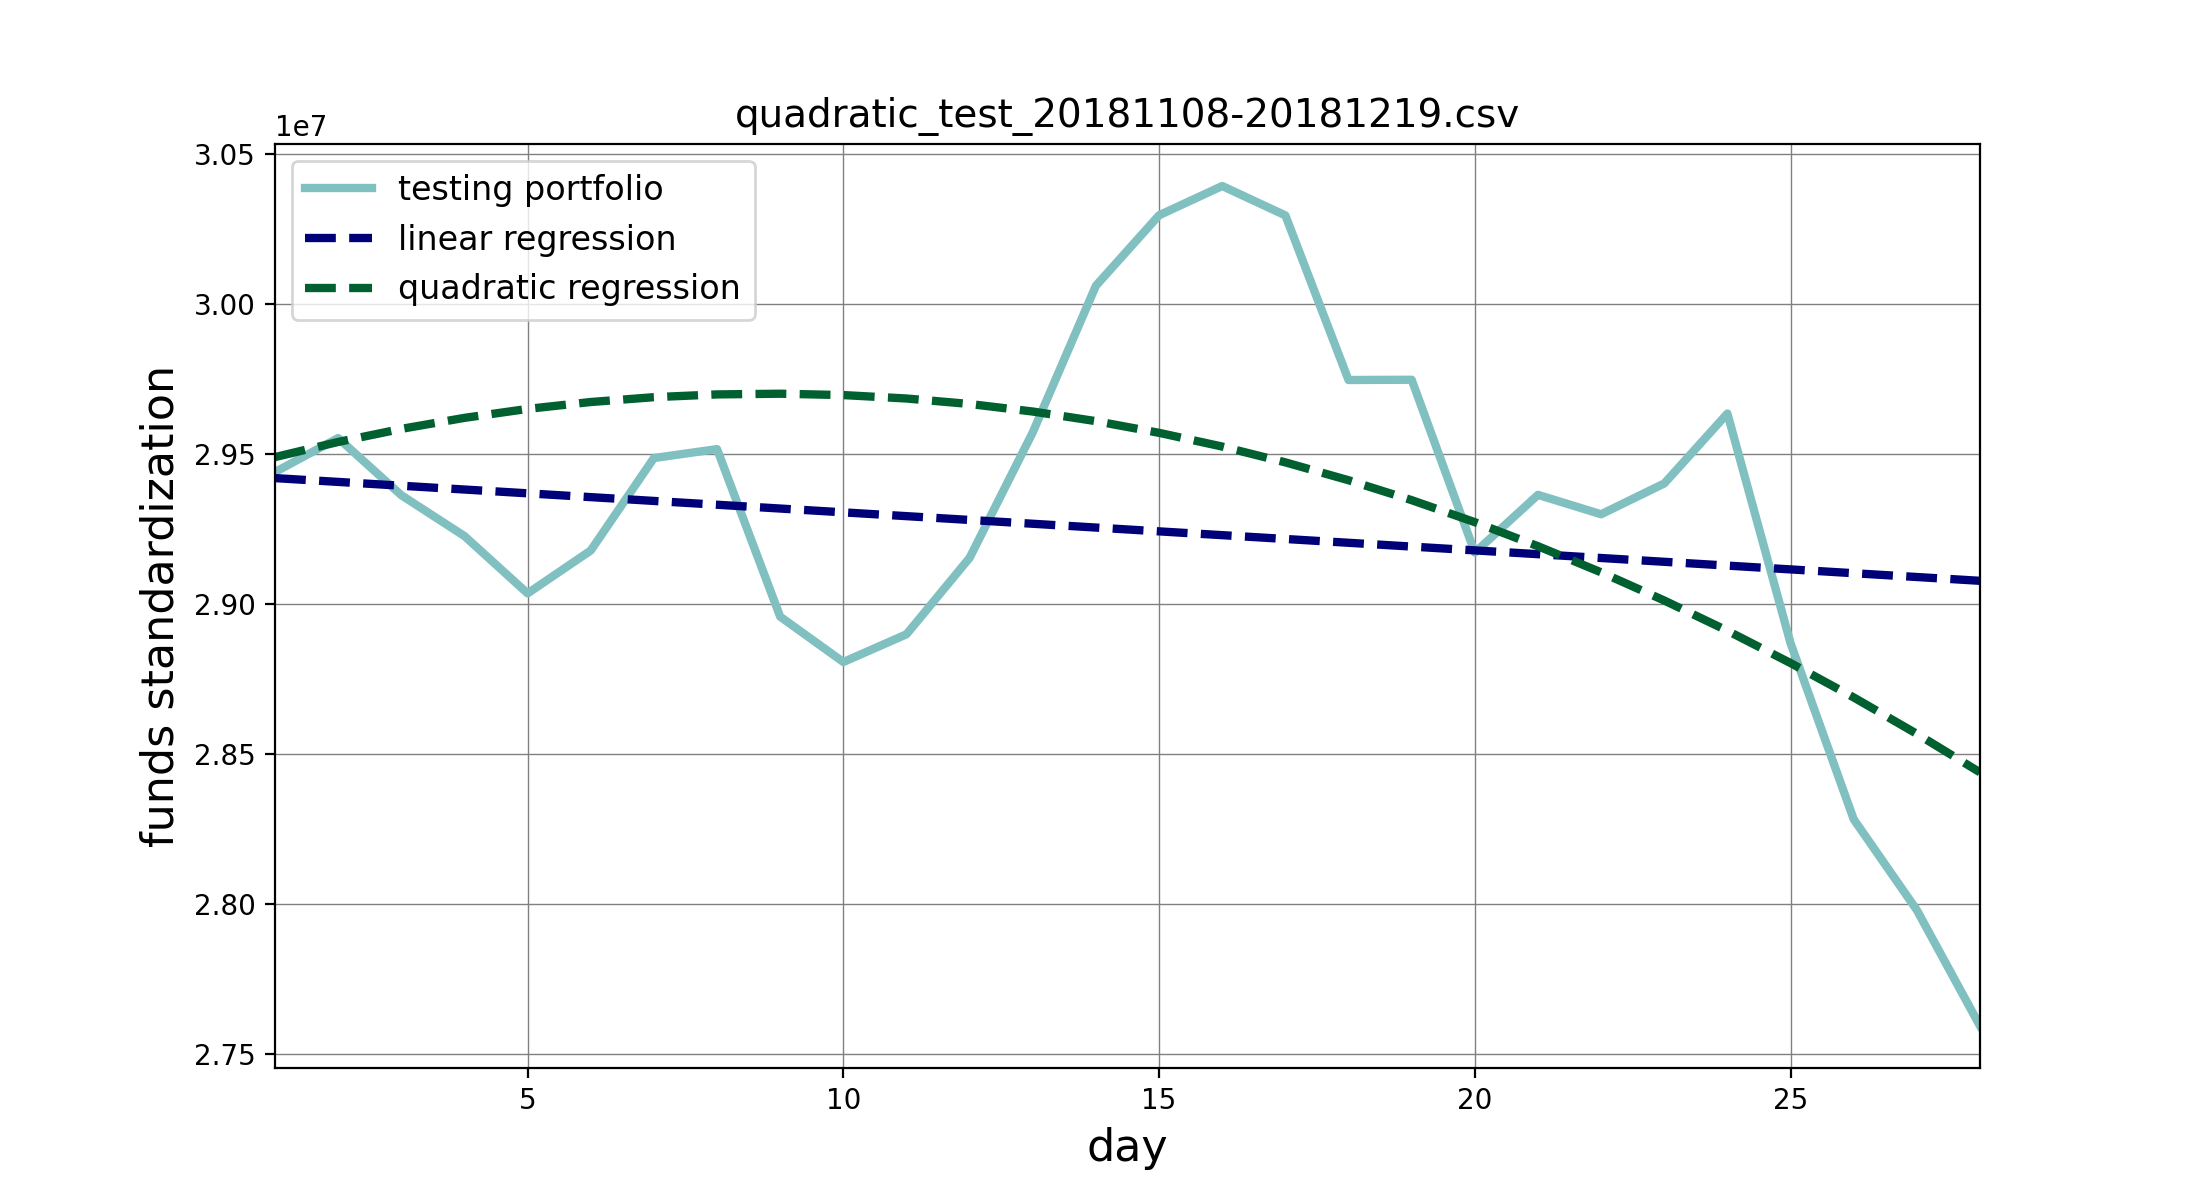 quadratic_test_20181108-20181219.csv
1e7
3.05
3.00
2.95
2.90
2.85
2.80
2.75
funds standardization
testing portfolio
linear regression
quadratic regression
5 10 15 20 25
day